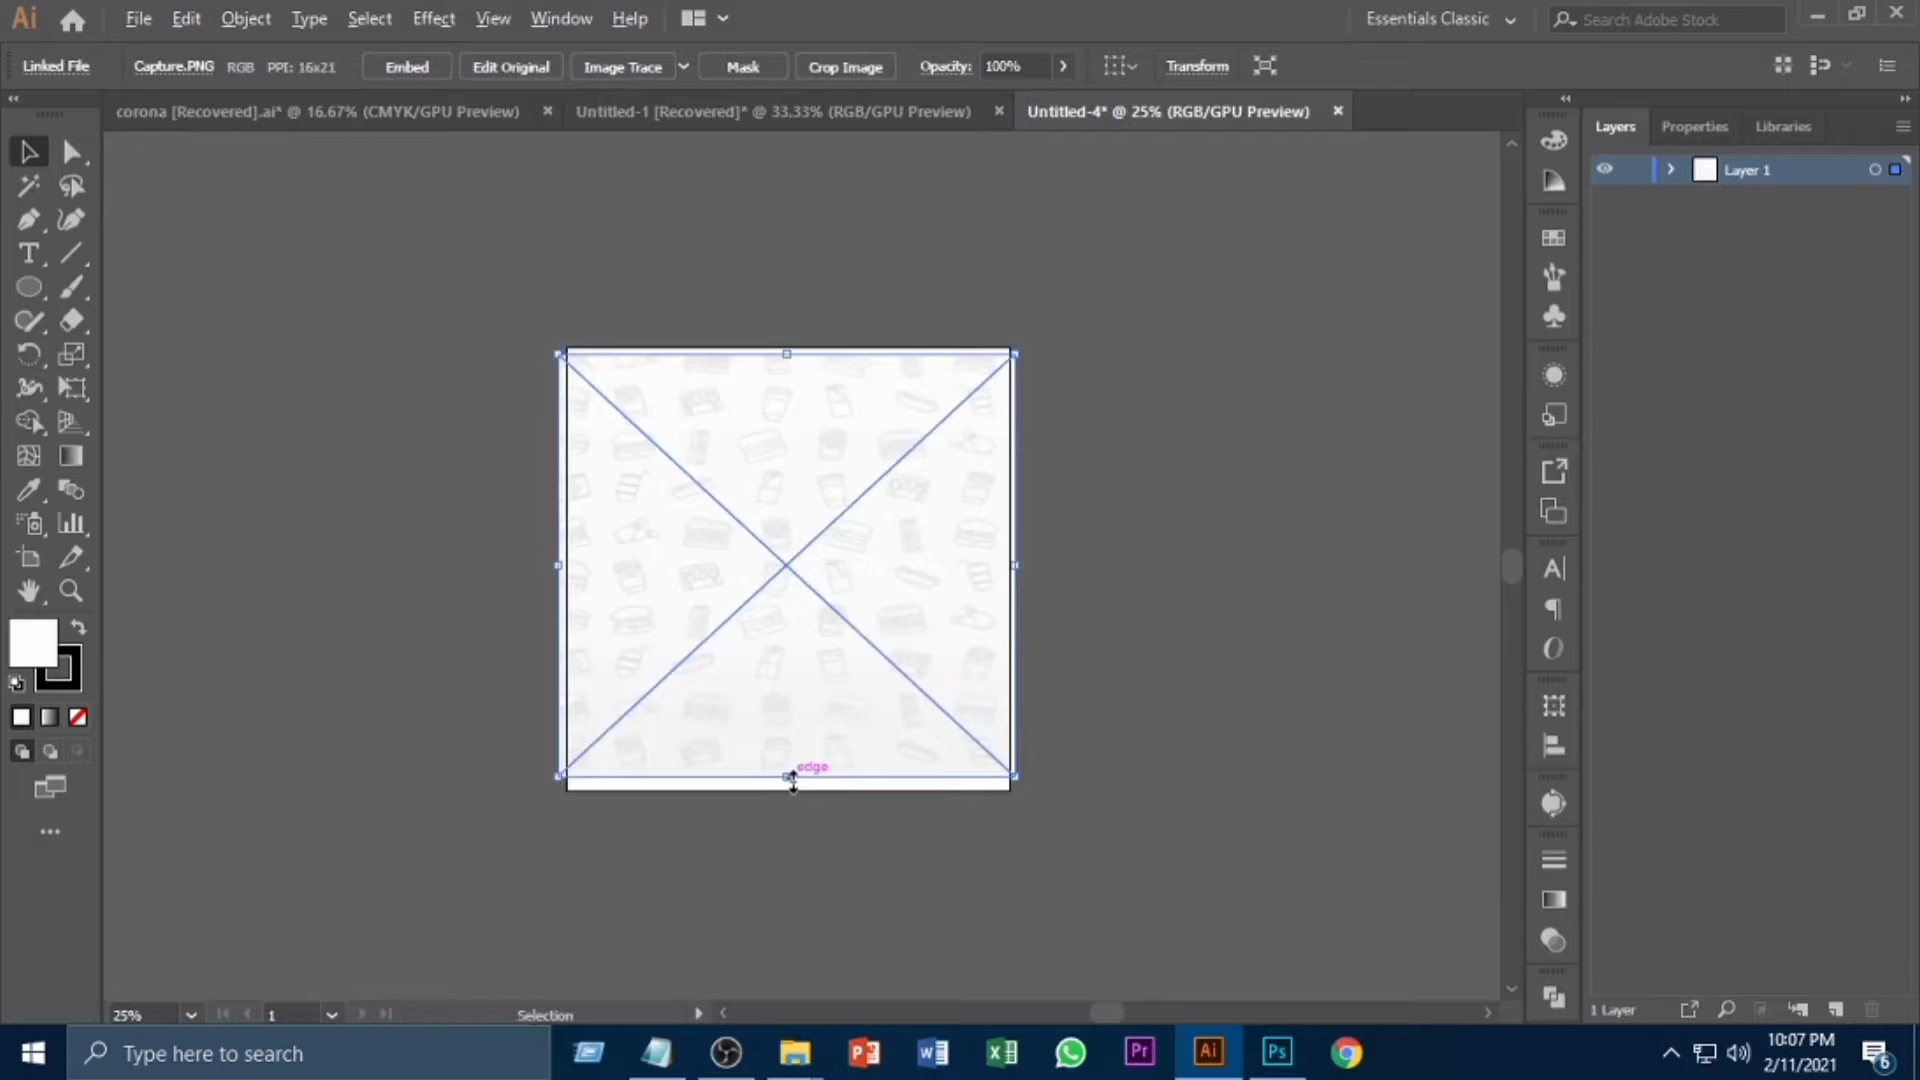 Ai File Edit Object Type Select Effect View Window Help Essentials Classic Search Adobe Stock
Linked File Capture.PNG RGB PPI: 16x21 Embed Edit Original Image Trace Mask Crop Image Opacity: 100% Transform
corona [Recovered].ai* @ 16.67% (CMYK/GPU Preview) Untitled-1 [Recovered]* @ 33.33% (RGB/GPU Preview) Untitled-4* @ 25% (RGB/GPU Preview)
Layers Properties Libraries
Layer 1
edge
25% 1 Selection
1 Layer
Type here to search
Pr Ai Ps
10:07 PM
2/11/2021
6